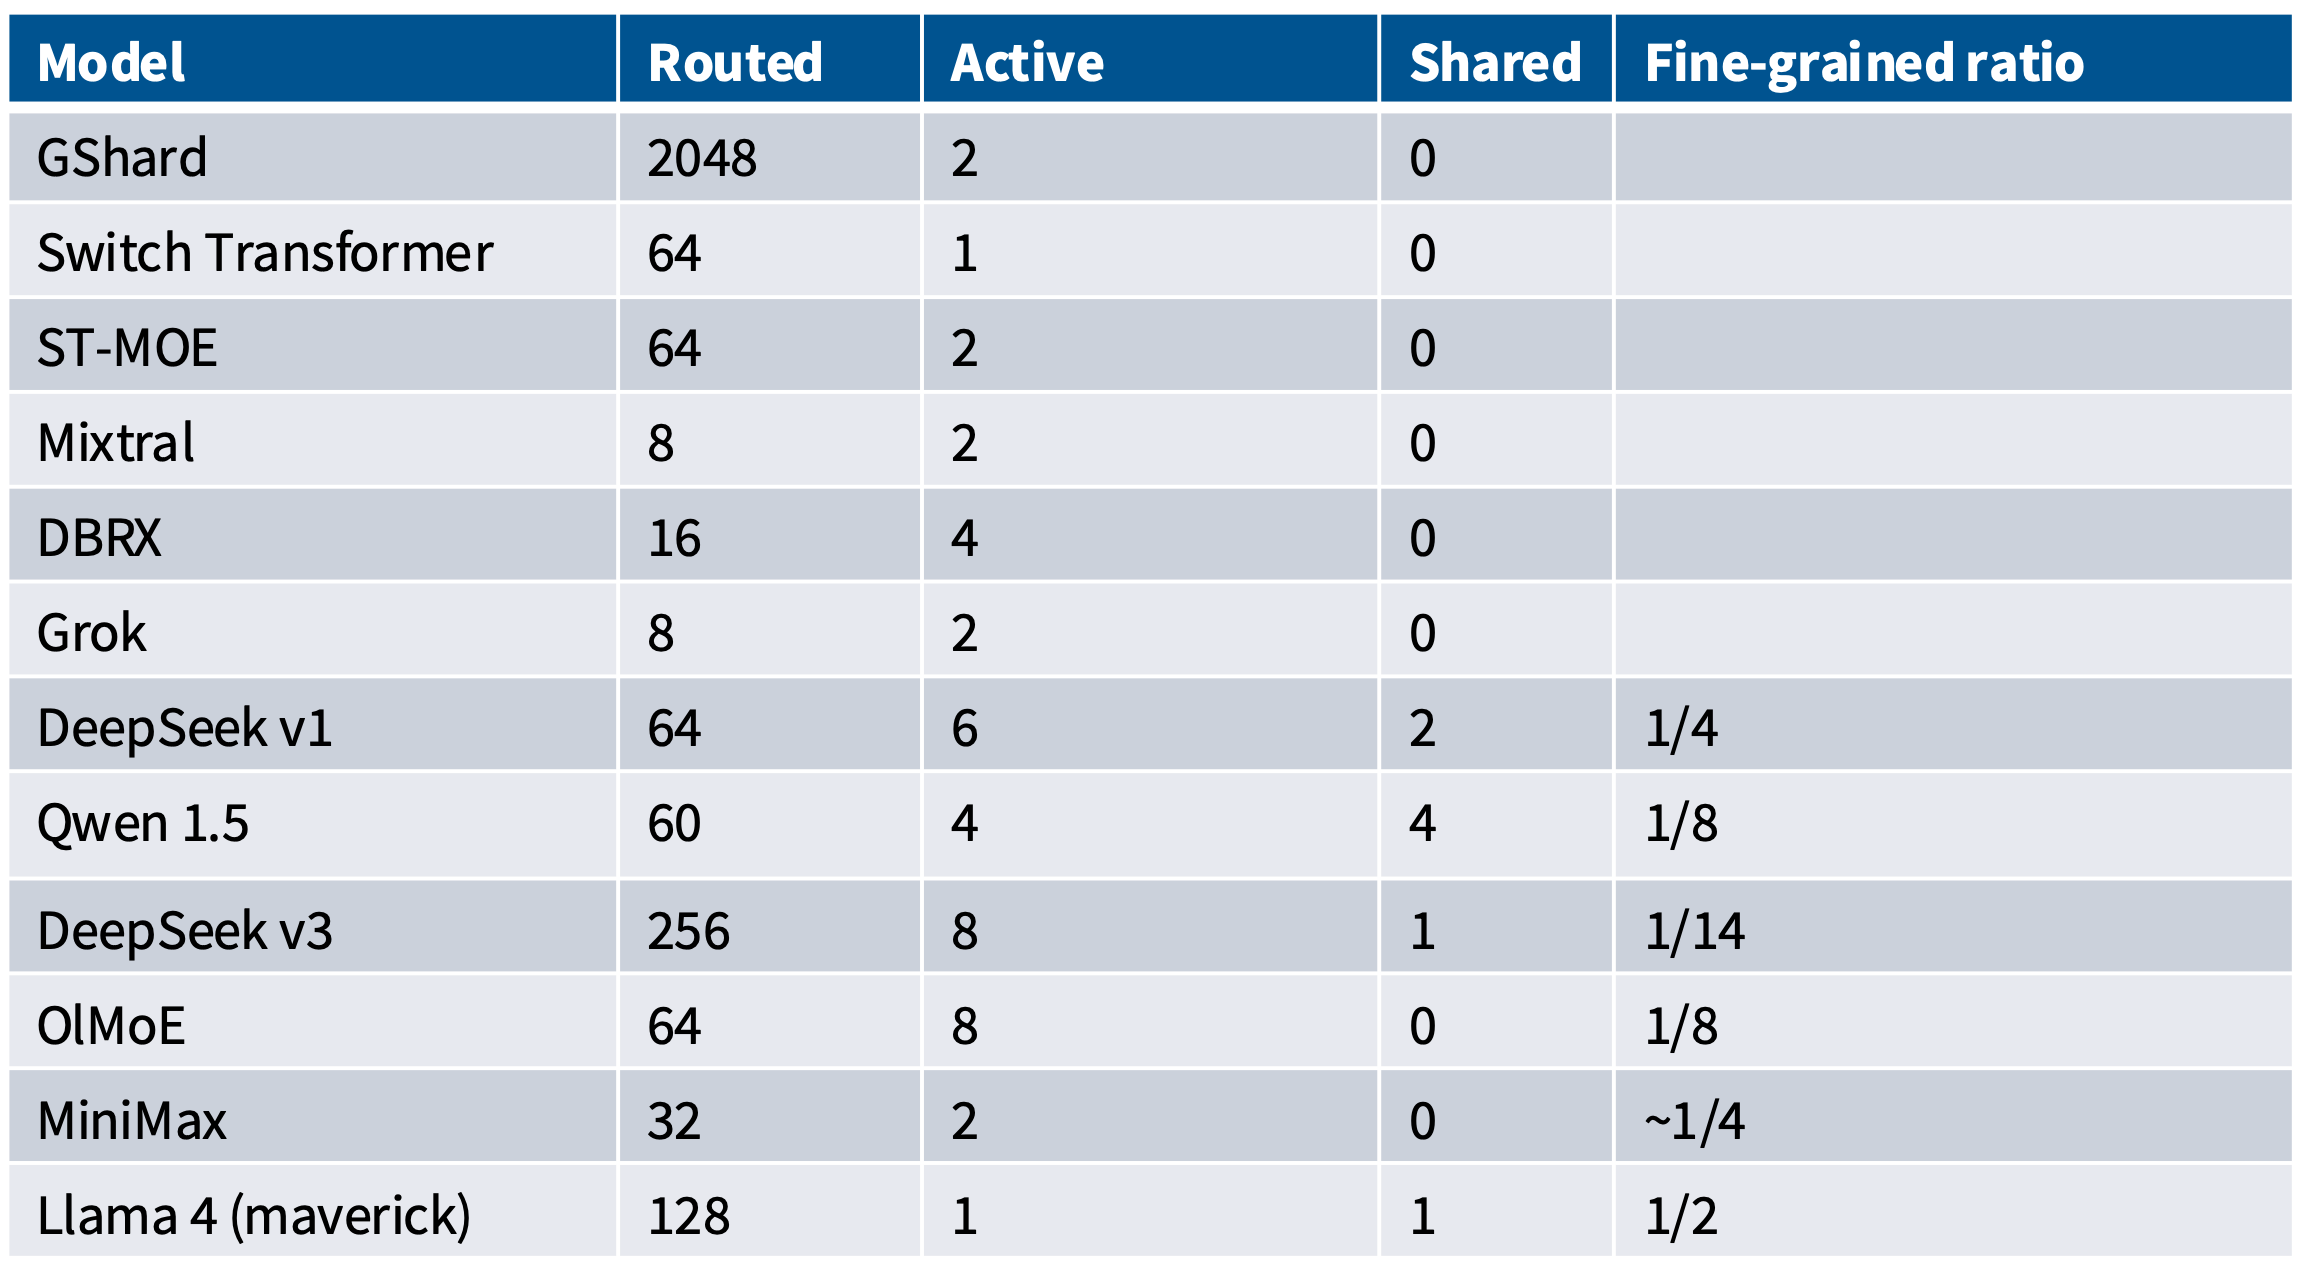 Model Routed Active Shared Fine-grained ratio
GShard 2048 2 0
Switch Transformer 64 1 0
ST-MOE 64 2 0
Mixtral 8 2 0
DBRX 16 4 0
Grok 8 2 0
DeepSeek v1 64 6 2 1/4
Qwen 1.5 60 4 4 1/8
DeepSeek v3 256 8 1 1/14
OlMoE 64 8 0 1/8
MiniMax 32 2 0 ~1/4
Llama 4 (maverick) 128 1 1 1/2